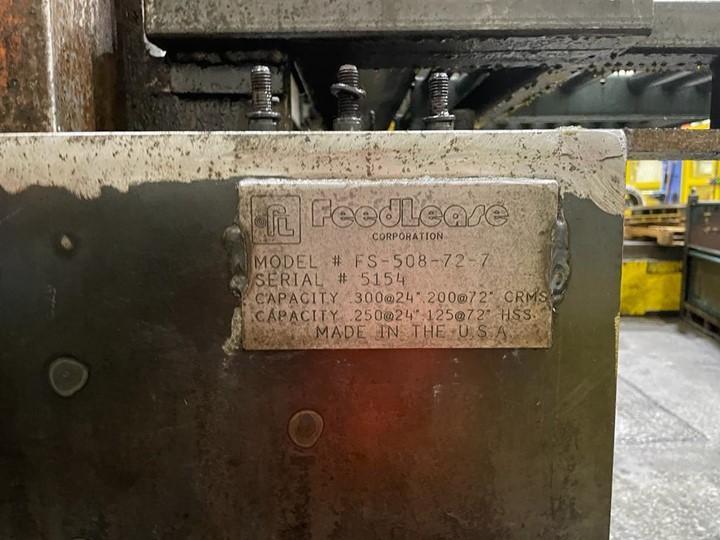 FL FeedLease
CORPORATION
MODEL # FS-508-72-7
SERIAL # 5154
CAPACITY .300@24" .200@72" CRMS
CAPACITY .250@24" .125@72" HSS
MADE IN THE U.S.A